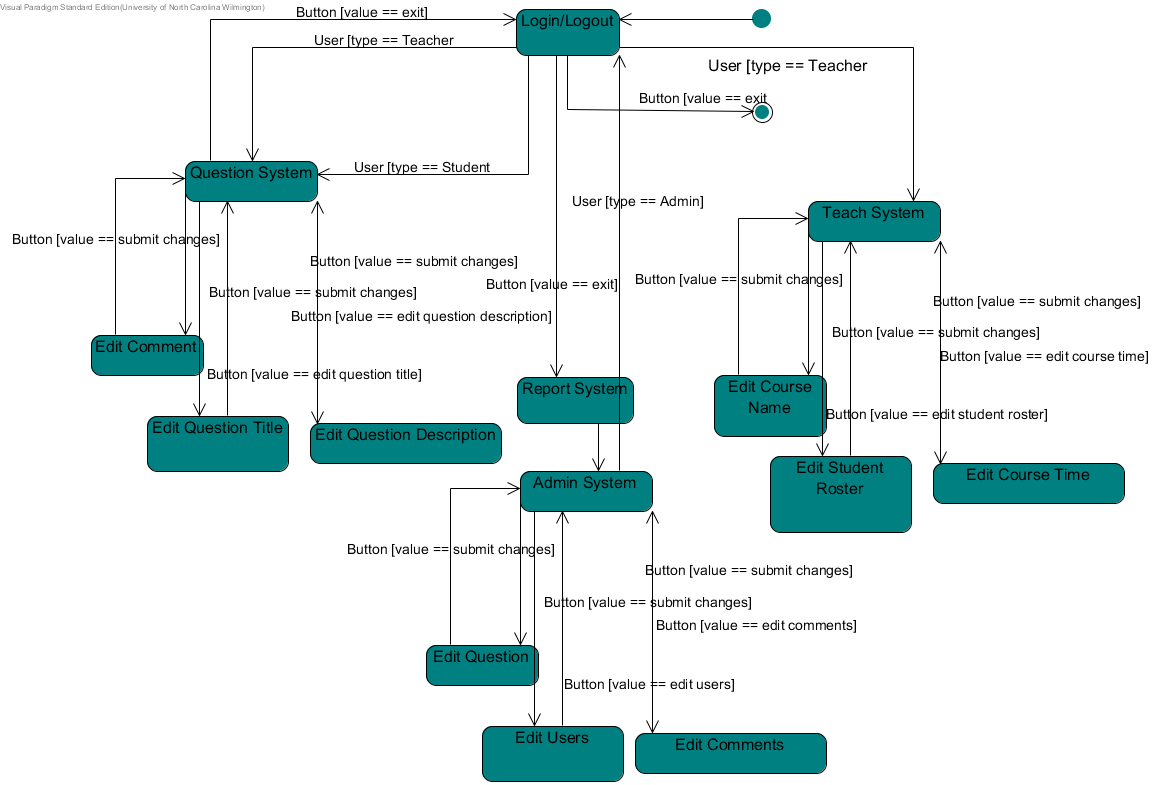 Visual Paradigm Standard Edition(University of North Carolina Wilmington)
Button [value == exit]
Login/Logout
User [type == Teacher
User [type == Teacher
Button [value == exit
Question System
User [type == Student
User [type == Admin]
Teach System
Button [value == submit changes]
Button [value == submit changes]
Button [value == submit changes]
Button [value == exit]
Button [value == submit changes]
Button [value == submit changes]
Button [value == edit question description]
Button [value == submit changes]
Button [value == edit course time]
Edit Comment
Button [value == edit question title]
Report System
Edit Course
Name
Button [value == edit student roster]
Edit Question Title
Edit Question Description
Edit Student
Roster
Edit Course Time
Admin System
Button [value == submit changes]
Button [value == submit changes]
Button [value == submit changes]
Button [value == edit comments]
Edit Question
Button [value == edit users]
Edit Users
Edit Comments